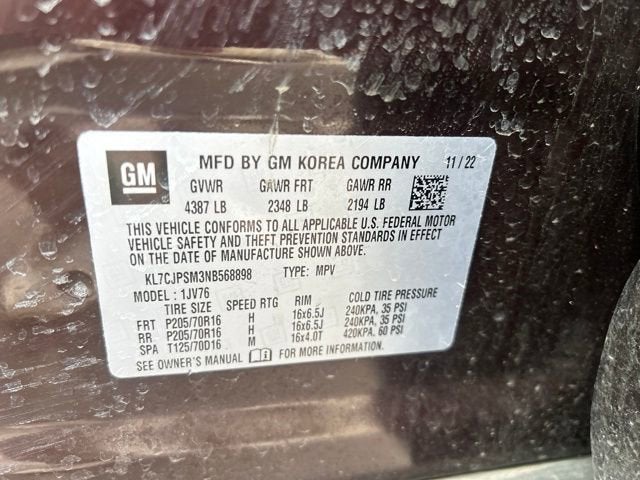 GM MFD BY GM KOREA COMPANY 11/22
GVWR GAWR FRT GAWR RR
4387 LB 2348 LB 2194 LB
THIS VEHICLE CONFORMS TO ALL APPLICABLE U.S. FEDERAL MOTOR
VEHICLE SAFETY AND THEFT PREVENTION STANDARDS IN EFFECT
ON THE DATE OF MANUFACTURE SHOWN ABOVE.
KL7CJPSM3NB568898 TYPE: MPV
MODEL: 1JV76
TIRE SIZE SPEED RTG RIM COLD TIRE PRESSURE
FRT P205/70R16 H 16x6.5J 240KPA, 35 PSI
RR P205/70R16 H 16x6.5J 240KPA, 35 PSI
SPA T125/70D16 M 16x4.0T 420KPA, 60 PSI
SEE OWNER'S MANUAL FOR MORE INFORMATION.